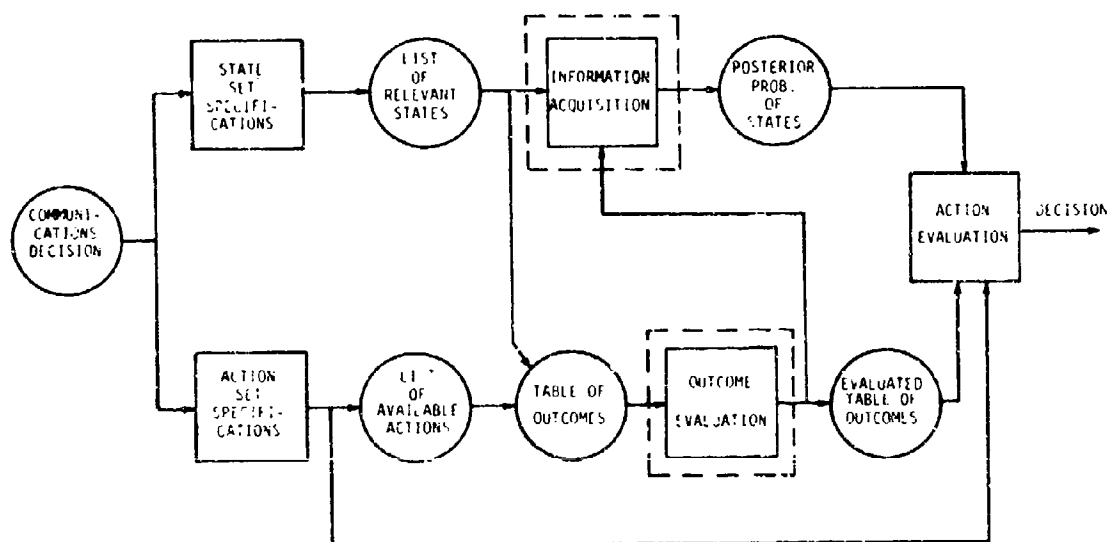 STATE
SET
SPECIFI-
CATIONS
LIST
OF
RELEVANT
STATES
INFORMATION
ACQUISITION
POSTERIOR
PROB.
OF
STATES
COMMUNI-
CATIONS
DECISION
ACTION
EVALUATION
DECISION
ACTION
SET
SPECIFI-
CATIONS
OF
AVAILABLE
ACTIONS
TABLE OF
OUTCOMES
OUTCOME
EVALUATION
EVALUATED
TABLE OF
OUTCOMES